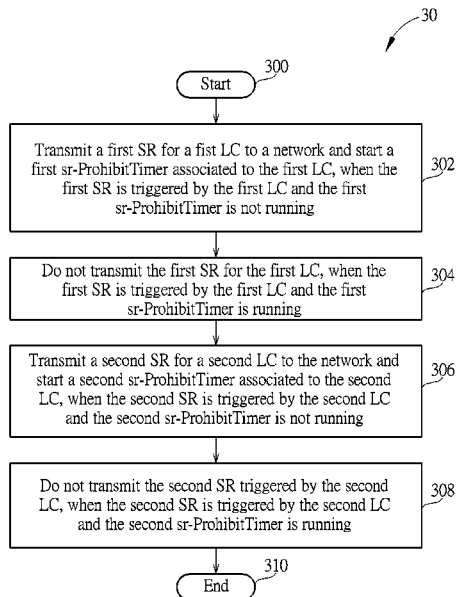 30
300
Start
Transmit a first SR for a fist LC to a network and start
a first sr-ProhibitTimer associated to the first LC, when the
first SR is triggered by the first LC and the first
sr-ProhibitTimer is not running
302
Do not transmit the first SR for the first LC, when the
first SR is triggered by the first LC and the first
sr-ProhibitTimer is running
304
Transmit a second SR for a second LC to the network and
start a second sr-ProhibitTimer associated to the second
LC, when the second SR is triggered by the second LC
and the second sr-ProhibitTimer is not running
306
Do not transmit the second SR triggered by the second
LC, when the second SR is triggered by the second LC
and the second sr-ProhibitTimer is running
308
End
310